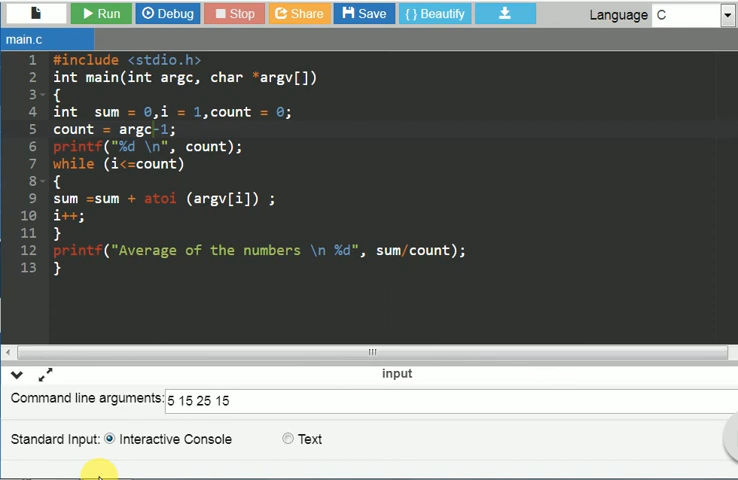 Run Debug Stop Share Save { } Beautify Language C
main.c
1 #include <stdio.h>
2 int main(int argc, char *argv[])
3 {
4 int  sum = 0,i = 1,count = 0;
5 count = argc-1;
6 printf("%d \n", count);
7 while (i<=count)
8 {
9 sum =sum + atoi (argv[i]) ;
10 i++;
11 }
12 printf("Average of the numbers \n %d", sum/count);
13 }
input
Command line arguments: 5 15 25 15
Standard Input: Interactive Console Text